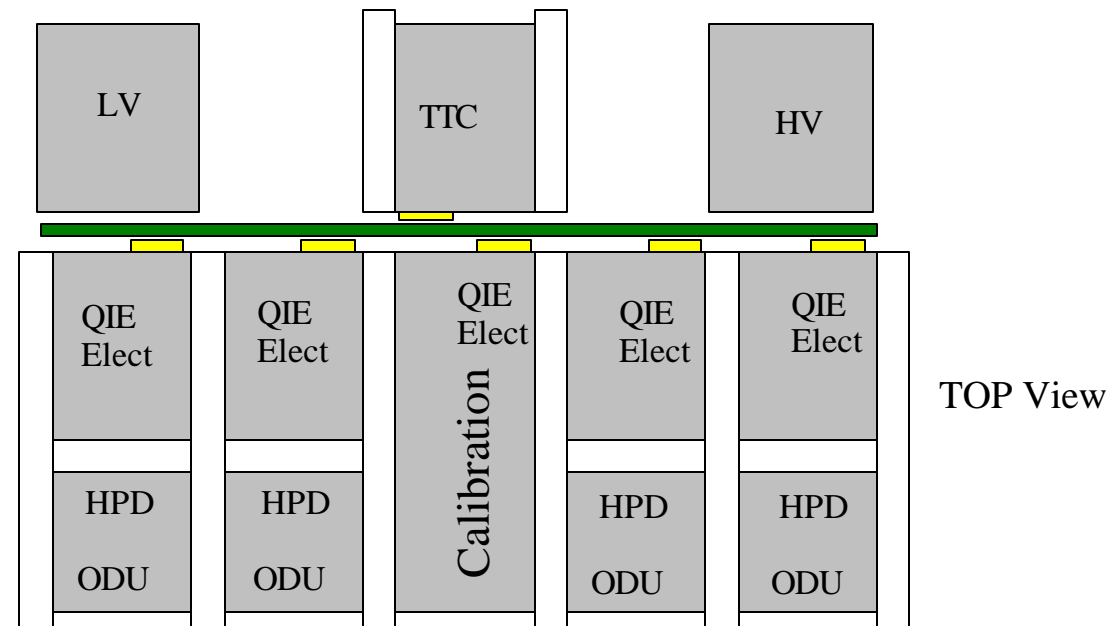 LV
TTC
HV
QIE
Elect
QIE
Elect
QIE
Elect
QIE
Elect
QIE
Elect
Calibration
TOP View
HPD
ODU
HPD
ODU
HPD
ODU
HPD
ODU